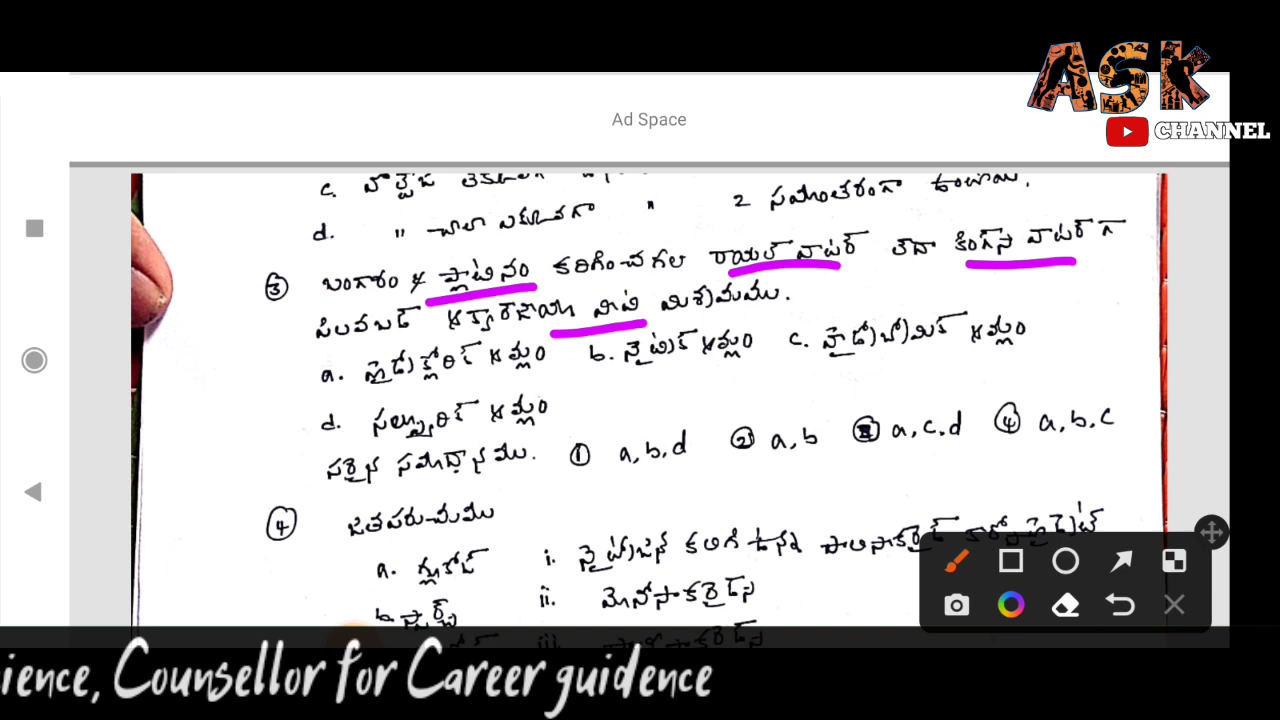 ASK
CHANNEL
Ad Space
c.
d. " చాలా ఎక్కువగా " 2 సమాంతరంగా ఉంటాయి.
③ బంగారం & ప్లాటినం కరిగించగల రాయల్ వాటర్ లేదా కింగ్స్ వాటర్ గా
పిలవబడే ఆక్వారీజియా వీటి మిశ్రమము.
a. హైడ్రోక్లోరిక్ ఆమ్లం b. నైట్రిక్ ఆమ్లం c. హైడ్రోబ్రోమిక్ ఆమ్లం
d. సల్ఫ్యూరిక్ ఆమ్లం
సరైన సమాధానము. ① a, b, d ② a, b ③ a, c, d ④ a, b, c
④ జతపరుచుము
a. గ్లూకోజ్ i. నైట్రోజన్ కలిగి ఉన్న పాలిసాకరైడ్ కార్బోహైడ్రేట్
b. స్టార్చ్ ii. మోనోసాకరైడ్స్
iii.
ience, Counsellor for Career guidence